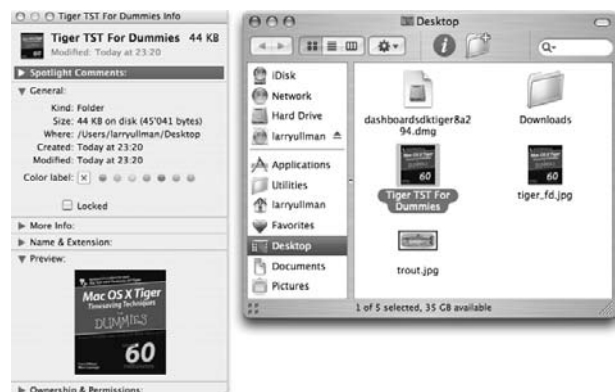 Tiger TST For Dummies Info
Tiger TST For Dummies 44 KB
Modified: Today at 23:20
Spotlight Comments:
General:
Kind: Folder
Size: 44 KB on disk (45'041 bytes)
Where: /Users/larryullman/Desktop
Created: Today at 23:20
Modified: Today at 23:20
Color label:
Locked
More Info:
Name & Extension:
Preview:
Mac OS X Tiger
Timesaving Techniques
FOR
DUMMIES
60
Ownership & Permissions:
Desktop
iDisk
Network
Hard Drive
larryullman
Applications
Utilities
larryullman
Favorites
Desktop
Documents
Pictures
dashboardsdktiger8a2
94.dmg
Downloads
60
Tiger TST For
Dummies
60
tiger_fd.jpg
trout.jpg
1 of 5 selected, 35 GB available